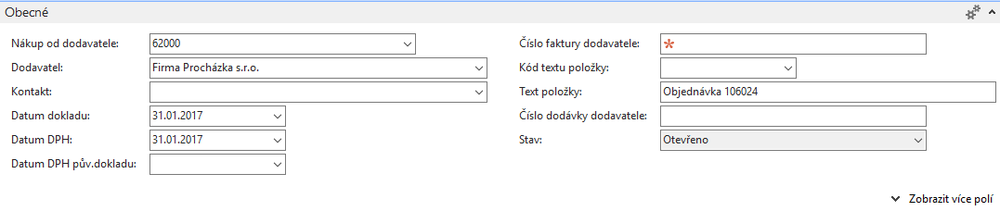 Obecné
Nákup od dodavatele: 62000
Dodavatel: Firma Procházka s.r.o.
Kontakt:
Datum dokladu: 31.01.2017
Datum DPH: 31.01.2017
Datum DPH pův.dokladu:
Číslo faktury dodavatele: *
Kód textu položky:
Text položky: Objednávka 106024
Číslo dodávky dodavatele:
Stav: Otevřeno
Zobrazit více polí